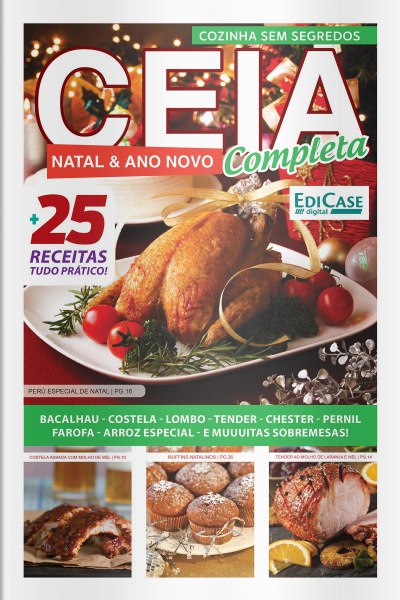 COZINHA SEM SEGREDOS
CEIA
NATAL & ANO NOVO
Completa
EDICASE
digital
+25
RECEITAS
TUDO PRÁTICO!
PERÚ ESPECIAL DE NATAL | PG.16
BACALHAU - COSTELA - LOMBO - TENDER - CHESTER - PERNIL
FAROFA - ARROZ ESPECIAL - E MUUUITAS SOBREMESAS!
COSTELA ASSADA COM MOLHO DE MEL | PG.10
MUFFINS NATALINOS | PG.26
TENDER AO MOLHO DE LARANJA E MEL | PG.14